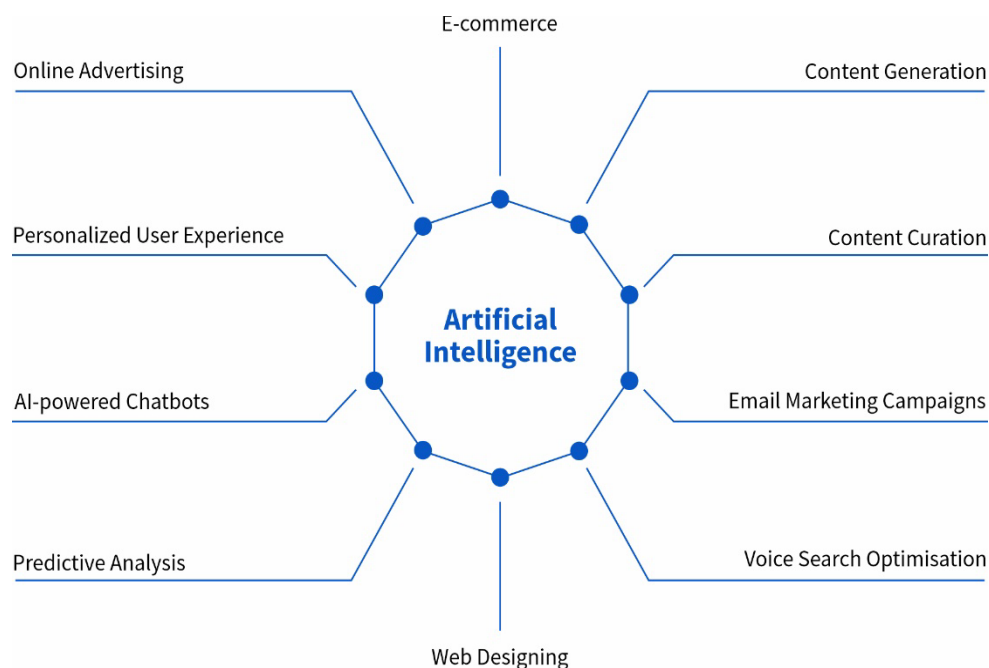 E-commerce
Online Advertising
Content Generation
Personalized User Experience
Content Curation
Artificial
Intelligence
AI-powered Chatbots
Email Marketing Campaigns
Predictive Analysis
Voice Search Optimisation
Web Designing